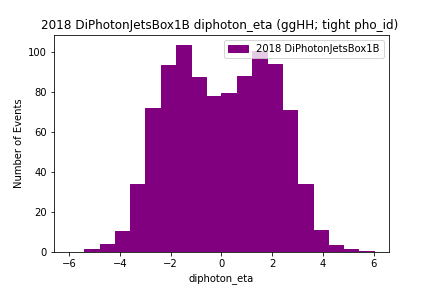 2018 DiPhotonJetsBox1B diphoton_eta (ggHH; tight pho_id)
2018 DiPhotonJetsBox1B
Number of Events
100
80
60
40
20
0
−6 −4 −2 0 2 4 6
diphoton_eta